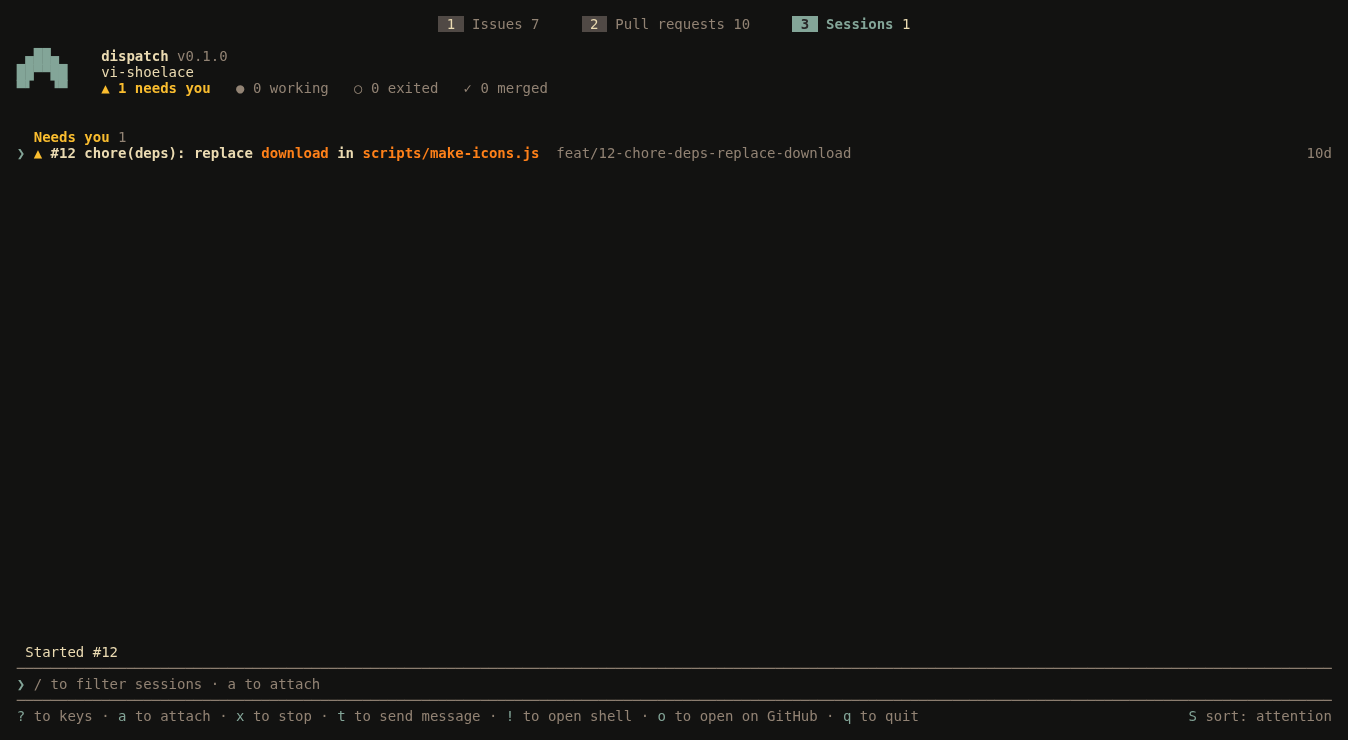 1 Issues 7 2 Pull requests 10 3 Sessions 1
dispatch v0.1.0
vi-shoelace
▲ 1 needs you ● 0 working ○ 0 exited ✓ 0 merged
Needs you 1
❯ ▲ #12 chore(deps): replace download in scripts/make-icons.js feat/12-chore-deps-replace-download 10d
Started #12
❯ / to filter sessions · a to attach
? to keys · a to attach · x to stop · t to send message · ! to open shell · o to open on GitHub · q to quit S sort: attention